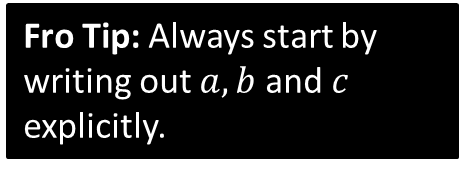 Fro Tip: Always start by
writing out a, b and c
explicitly.